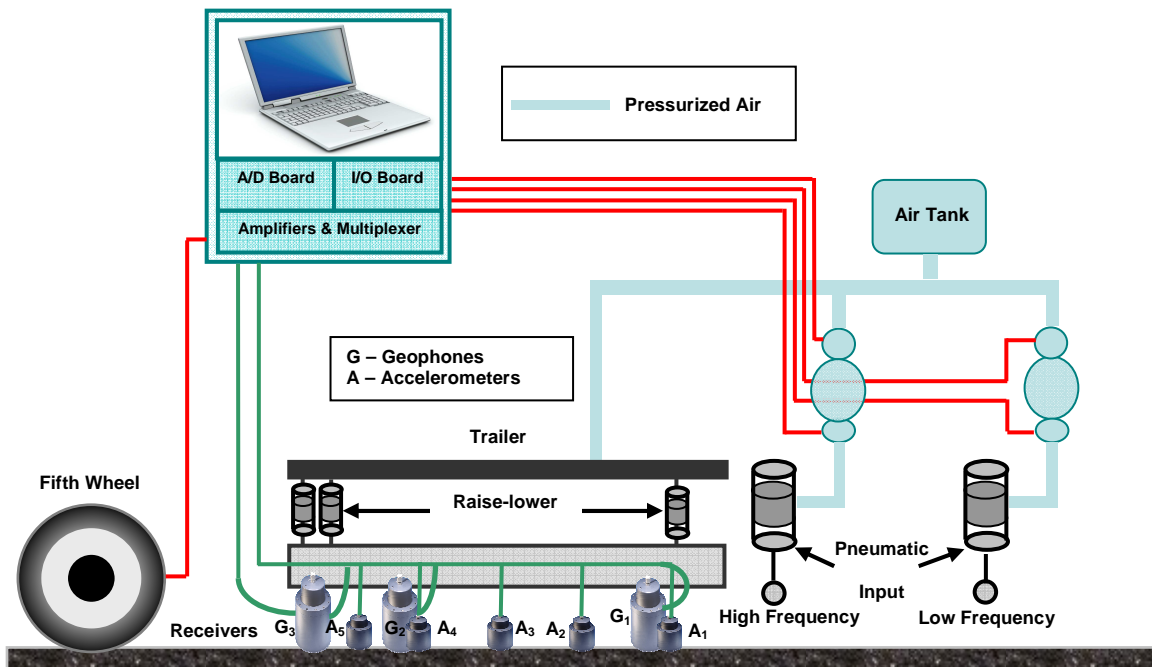 Pressurized Air
A/D Board
I/O Board
Amplifiers & Multiplexer
Air Tank
G – Geophones
A – Accelerometers
Trailer
Fifth Wheel
Raise-lower
Pneumatic
Input
High Frequency
Low Frequency
Receivers
G3
A5
G2
A4
A3
A2
G1
A1